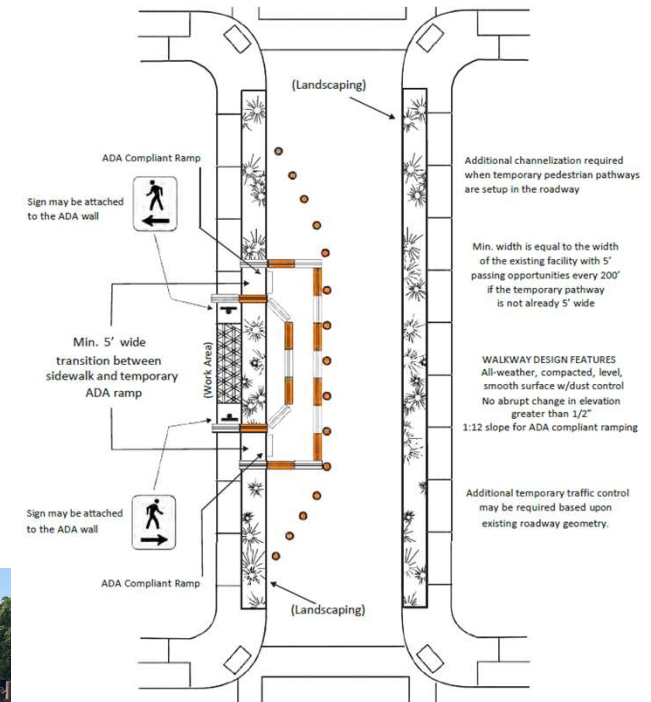 (Landscaping)
ADA Compliant Ramp
Sign may be attached
to the ADA wall
Min. 5' wide
transition between
sidewalk and temporary
ADA ramp
(Work Area)
Sign may be attached
to the ADA wall
ADA Compliant Ramp
(Landscaping)
Additional channelization required
when temporary pedestrian pathways
are setup in the roadway
Min. width is equal to the width
of the existing facility with 5'
passing opportunities every 200'
if the temporary pathway
is not already 5' wide
WALKWAY DESIGN FEATURES
All-weather, compacted, level,
smooth surface w/dust control
No abrupt change in elevation
greater than 1/2"
1:12 slope for ADA compliant ramping
Additional temporary traffic control
may be required based upon
existing roadway geometry.